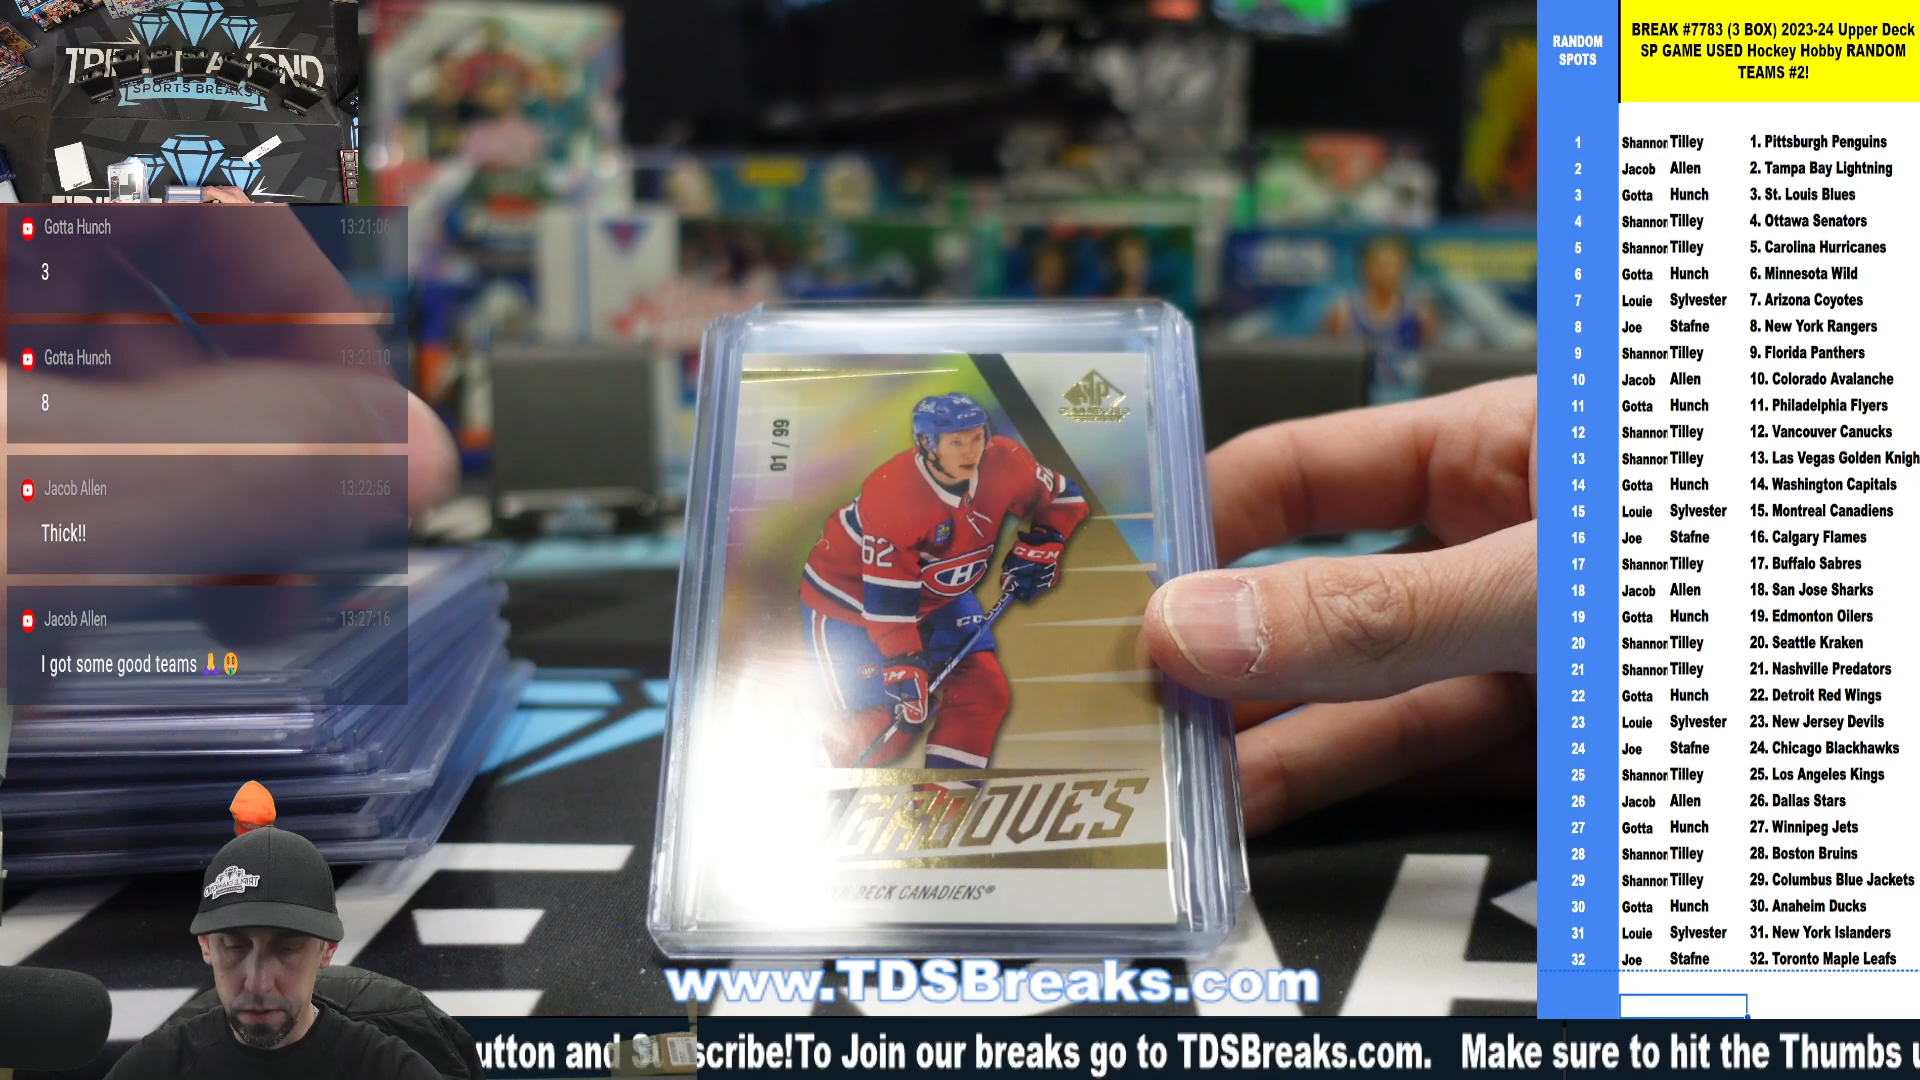 TRIPLE DIAMOND
SPORTS BREAKS
Gotta Hunch 13:21:06
3
Gotta Hunch 13:21:10
8
Jacob Allen 13:22:56
Thick!!
Jacob Allen 13:27:16
I got some good teams 🙏🤑
01 / 99
SP
62
CCM
CCM
GROOVES
DECK CANADIENS®
www.TDSBreaks.com
utton and Subscribe!To Join our breaks go to TDSBreaks.com. Make sure to hit the Thumbs u
RANDOM
SPOTS
BREAK #7783 (3 BOX) 2023-24 Upper Deck
SP GAME USED Hockey Hobby RANDOM
TEAMS #2!
1 Shannon Tilley 1. Pittsburgh Penguins
2 Jacob Allen 2. Tampa Bay Lightning
3 Gotta Hunch 3. St. Louis Blues
4 Shannon Tilley 4. Ottawa Senators
5 Shannon Tilley 5. Carolina Hurricanes
6 Gotta Hunch 6. Minnesota Wild
7 Louie Sylvester 7. Arizona Coyotes
8 Joe Stafne 8. New York Rangers
9 Shannon Tilley 9. Florida Panthers
10 Jacob Allen 10. Colorado Avalanche
11 Gotta Hunch 11. Philadelphia Flyers
12 Shannon Tilley 12. Vancouver Canucks
13 Shannon Tilley 13. Las Vegas Golden Knigh
14 Gotta Hunch 14. Washington Capitals
15 Louie Sylvester 15. Montreal Canadiens
16 Joe Stafne 16. Calgary Flames
17 Shannon Tilley 17. Buffalo Sabres
18 Jacob Allen 18. San Jose Sharks
19 Gotta Hunch 19. Edmonton Oilers
20 Shannon Tilley 20. Seattle Kraken
21 Shannon Tilley 21. Nashville Predators
22 Gotta Hunch 22. Detroit Red Wings
23 Louie Sylvester 23. New Jersey Devils
24 Joe Stafne 24. Chicago Blackhawks
25 Shannon Tilley 25. Los Angeles Kings
26 Jacob Allen 26. Dallas Stars
27 Gotta Hunch 27. Winnipeg Jets
28 Shannon Tilley 28. Boston Bruins
29 Shannon Tilley 29. Columbus Blue Jackets
30 Gotta Hunch 30. Anaheim Ducks
31 Louie Sylvester 31. New York Islanders
32 Joe Stafne 32. Toronto Maple Leafs